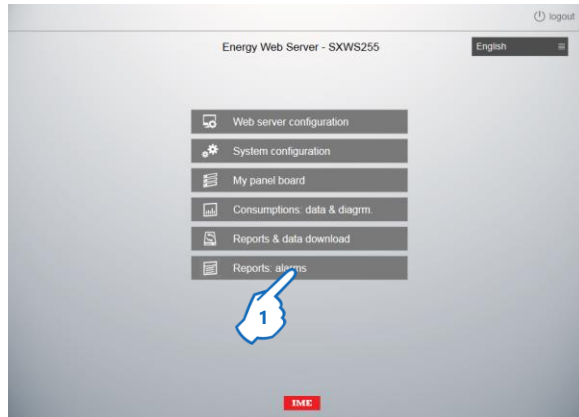 logout
Energy Web Server - SXWS255
English
Web server configuration
System configuration
My panel board
Consumptions: data & diagrm.
Reports & data download
Reports: alarms
1
IME